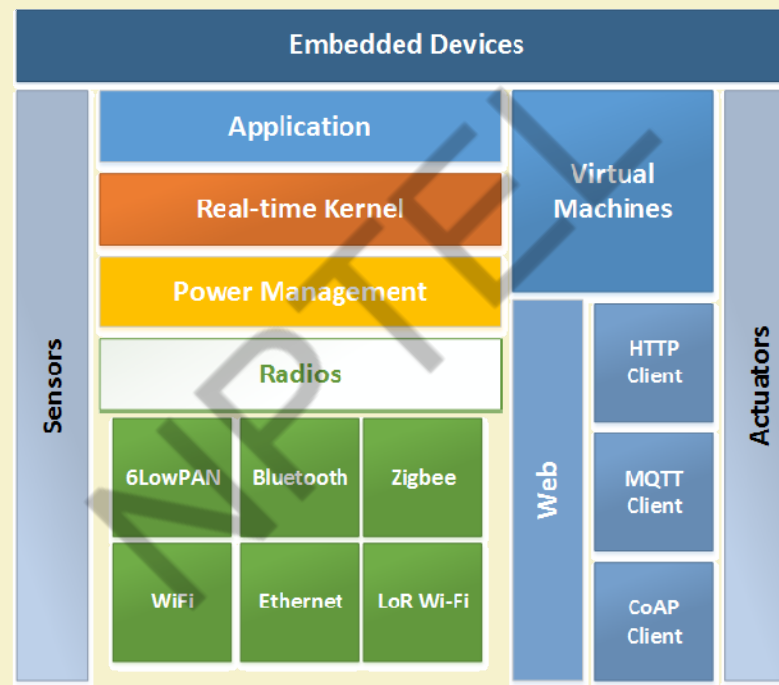 Embedded Devices
Sensors
Application
Real-time Kernel
Power Management
Radios
6LowPAN
Bluetooth
Zigbee
WiFi
Ethernet
LoR Wi-Fi
Virtual
Machines
Web
HTTP
Client
MQTT
Client
CoAP
Client
Actuators
NPTEL